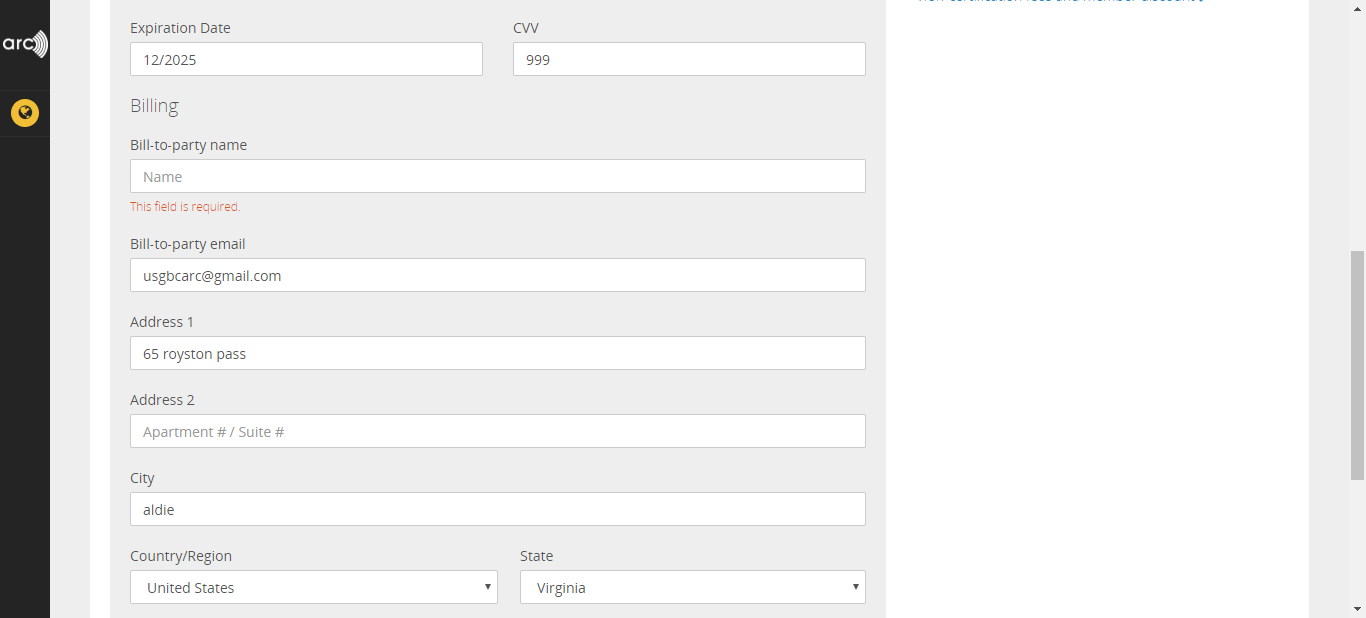 arc
Expiration Date
CVV
12/2025
999
Billing
Bill-to-party name
Name
This field is required.
Bill-to-party email
usgbcarc@gmail.com
Address 1
65 royston pass
Address 2
Apartment # / Suite #
City
aldie
Country/Region
State
United States
Virginia